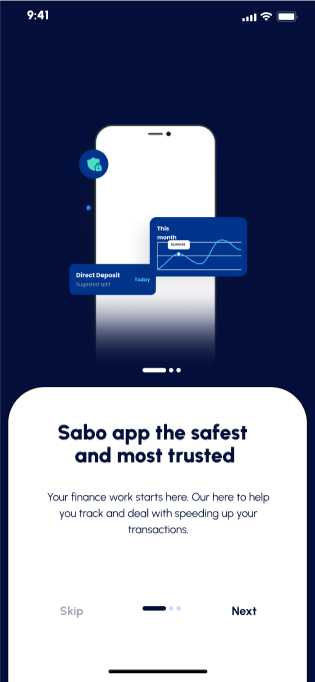 9:41
This
month
Direct Deposit
Sugested split
Today
Sabo app the safest
and most trusted
Your finance work starts here. Our here to help
you track and deal with speeding up your
transactions.
Skip
Next